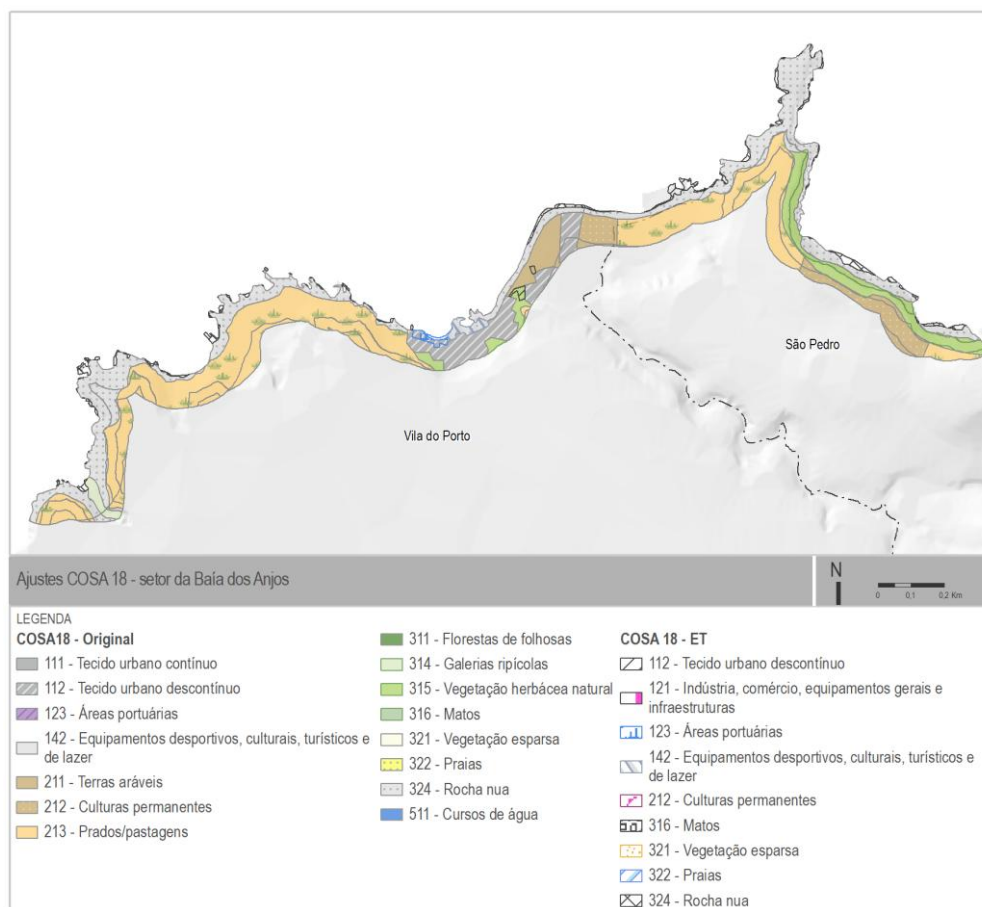 São Pedro
Vila do Porto
Ajustes COSA 18 - setor da Baía dos Anjos
N
0 0,1 0,2 Km
LEGENDA
COSA18 - Original
111 - Tecido urbano contínuo
112 - Tecido urbano descontínuo
123 - Áreas portuárias
142 - Equipamentos desportivos, culturais, turísticos e
de lazer
211 - Terras aráveis
212 - Culturas permanentes
213 - Prados/pastagens
311 - Florestas de folhosas
314 - Galerias ripícolas
315 - Vegetação herbácea natural
316 - Matos
321 - Vegetação esparsa
322 - Praias
324 - Rocha nua
511 - Cursos de água
COSA 18 - ET
112 - Tecido urbano descontínuo
121 - Indústria, comércio, equipamentos gerais e
infraestruturas
123 - Áreas portuárias
142 - Equipamentos desportivos, culturais, turísticos e
de lazer
212 - Culturas permanentes
316 - Matos
321 - Vegetação esparsa
322 - Praias
324 - Rocha nua